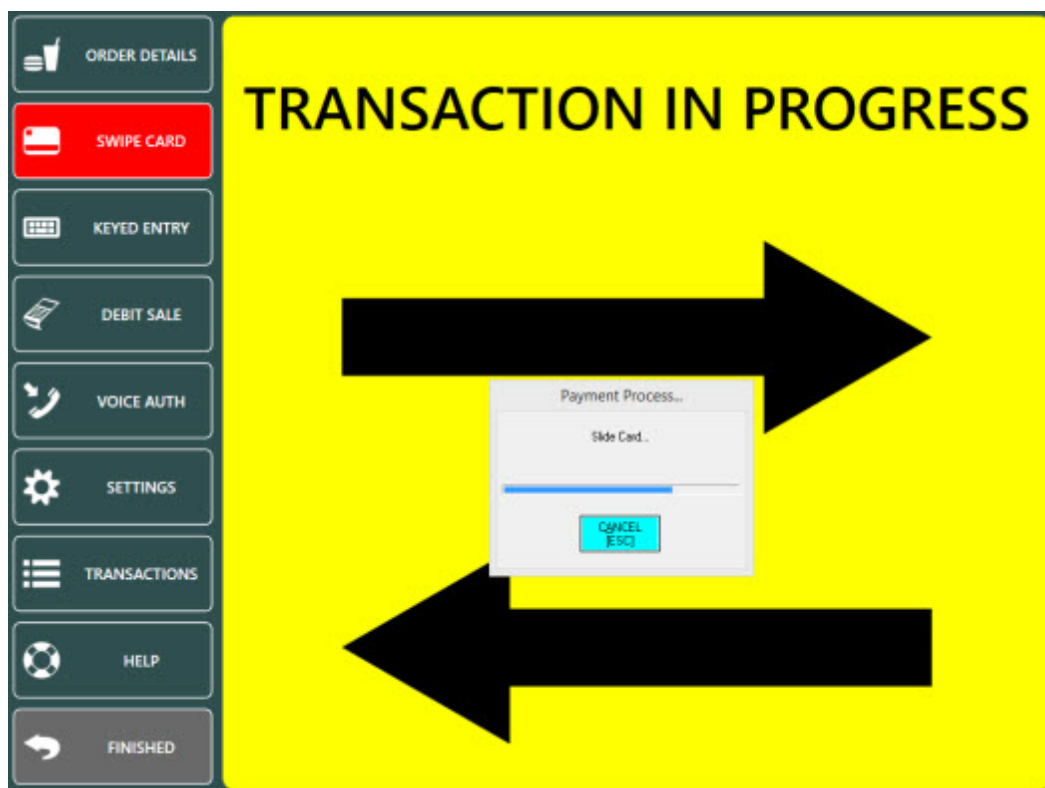 ORDER DETAILS
SWIPE CARD
KEYED ENTRY
DEBIT SALE
VOICE AUTH
SETTINGS
TRANSACTIONS
HELP
FINISHED
TRANSACTION IN PROGRESS
Payment Process...
Slide Card...
CANCEL
[ESC]